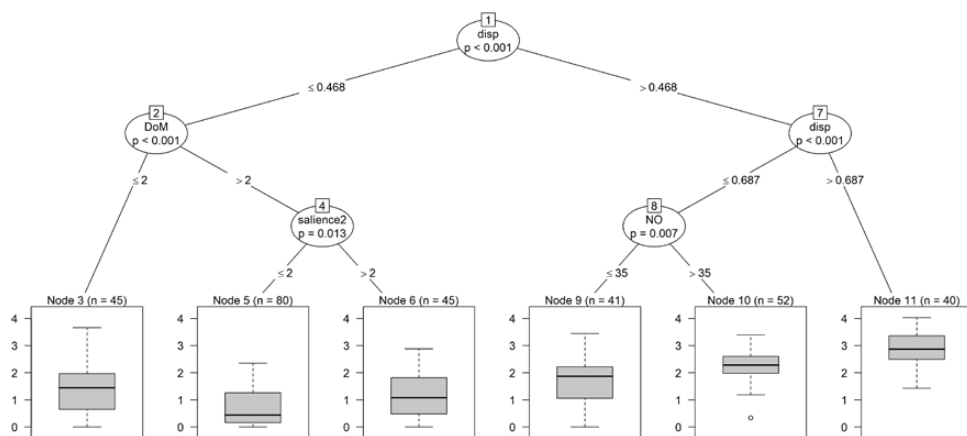 1
disp
p < 0.001
≤ 0.468
> 0.468
2
DoM
p < 0.001
7
disp
p < 0.001
≤ 2
> 2
≤ 0.687
> 0.687
4
salience2
p = 0.013
8
NO
p = 0.007
≤ 2
> 2
≤ 35
> 35
Node 3 (n = 45)
Node 5 (n = 80)
Node 6 (n = 45)
Node 9 (n = 41)
Node 10 (n = 52)
Node 11 (n = 40)
4 4 4 4 4 4
3 3 3 3 3 3
2 2 2 2 2 2
1 1 1 1 1 1
0 0 0 0 0 0